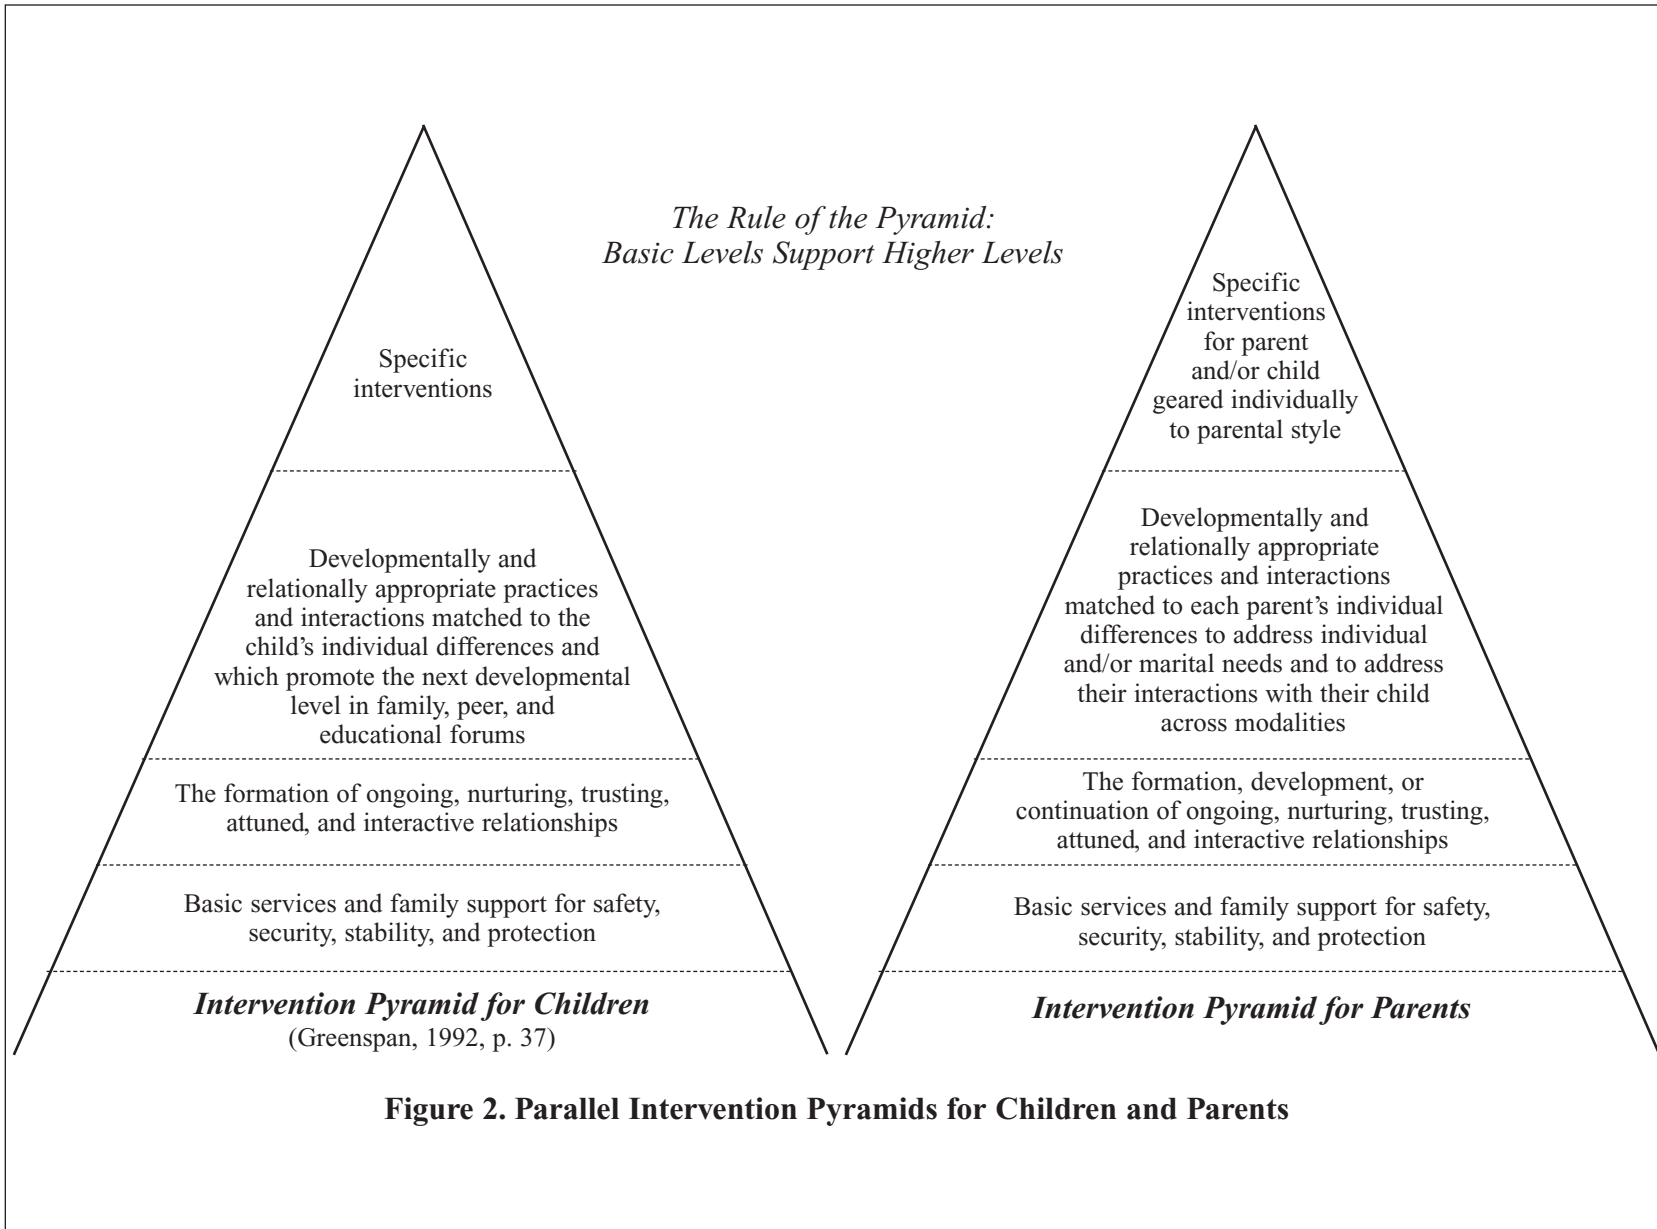 The Rule of the Pyramid:
Basic Levels Support Higher Levels
Specific
interventions
Developmentally and
relationally appropriate practices
and interactions matched to the
child’s individual differences and
which promote the next developmental
level in family, peer, and
educational forums
The formation of ongoing, nurturing, trusting,
attuned, and interactive relationships
Basic services and family support for safety,
security, stability, and protection
Intervention Pyramid for Children
(Greenspan, 1992, p. 37)
Specific
interventions
for parent
and/or child
geared individually
to parental style
Developmentally and
relationally appropriate
practices and interactions
matched to each parent’s individual
differences to address individual
and/or marital needs and to address
their interactions with their child
across modalities
The formation, development, or
continuation of ongoing, nurturing, trusting,
attuned, and interactive relationships
Basic services and family support for safety,
security, stability, and protection
Intervention Pyramid for Parents
Figure 2. Parallel Intervention Pyramids for Children and Parents